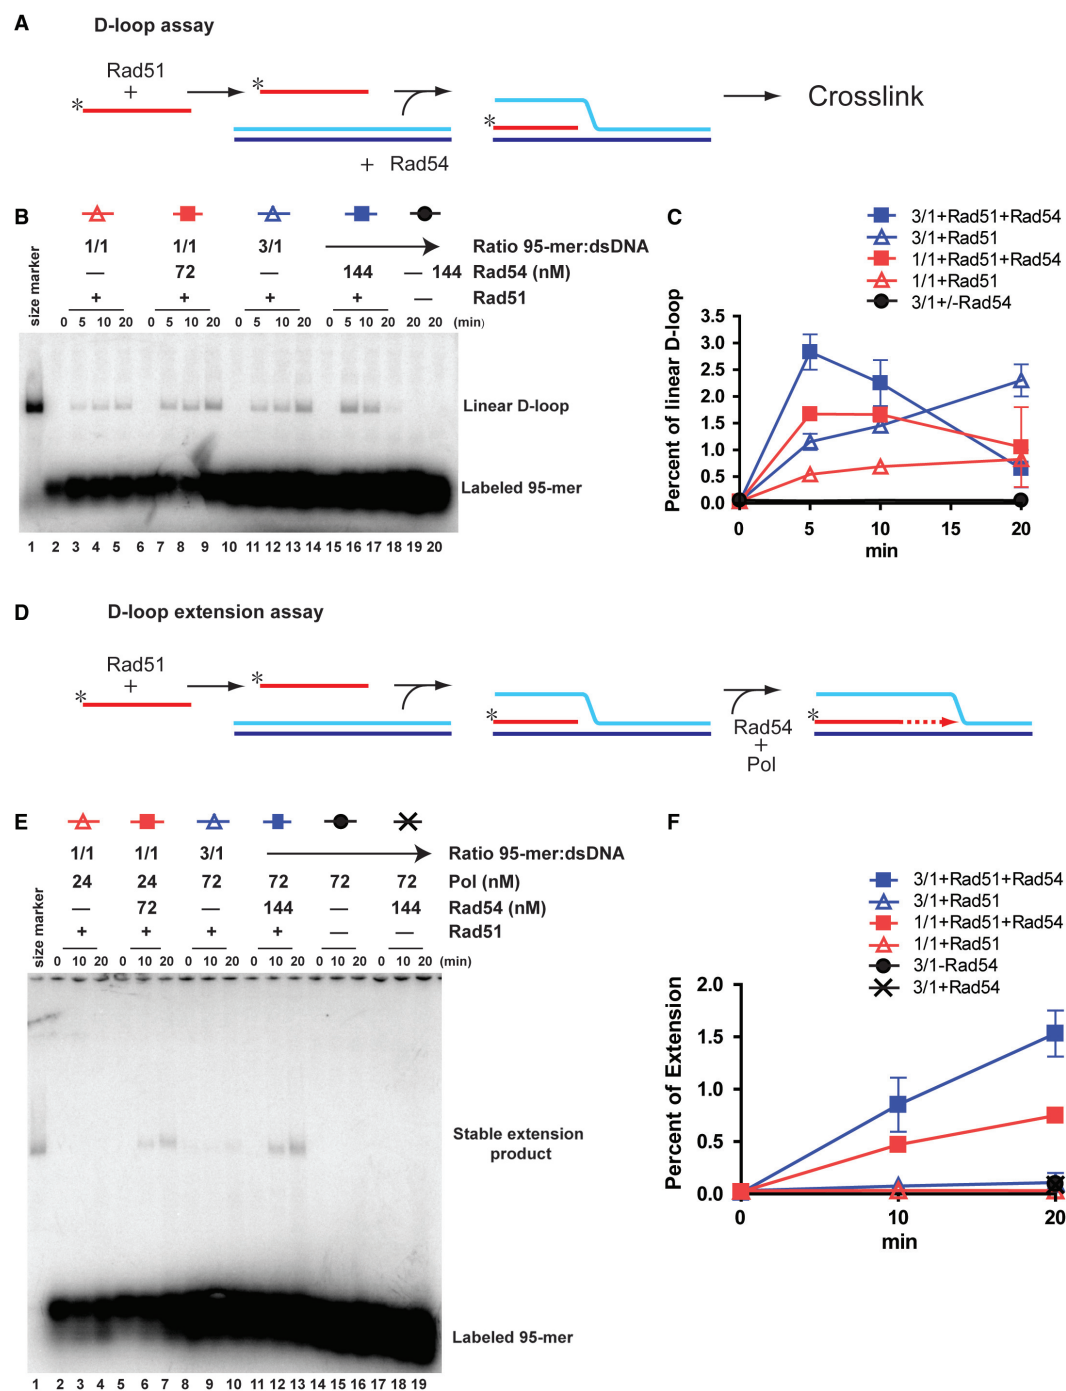 A D-loop assay
Rad51
+
*
*
+ Rad54
*
Crosslink
B
size marker
1/1 1/1 3/1 Ratio 95-mer:dsDNA
— 72 — 144 — 144 Rad54 (nM)
+ + + + — Rad51
0 5 10 20 0 5 10 20 0 5 10 20 0 5 10 20 20 20 (min)
Linear D-loop
Labeled 95-mer
1 2 3 4 5 6 7 8 9 10 11 12 13 14 15 16 17 18 19 20
C
3/1+Rad51+Rad54
3/1+Rad51
1/1+Rad51+Rad54
1/1+Rad51
3/1+/-Rad54
Percent of linear D-loop
3.5
3.0
2.5
2.0
1.5
1.0
0.5
0.0
0 5 10 15 20
min
D D-loop extension assay
Rad51
+
*
*
*
Rad54
+
Pol
*
E
size marker
1/1 1/1 3/1 Ratio 95-mer:dsDNA
24 24 72 72 72 72 Pol (nM)
— 72 — 144 — 144 Rad54 (nM)
+ + + + — — Rad51
0 10 20 0 10 20 0 10 20 0 10 20 0 10 20 0 10 20 (min)
Stable extension
product
Labeled 95-mer
1 2 3 4 5 6 7 8 9 10 11 12 13 14 15 16 17 18 19
F
3/1+Rad51+Rad54
3/1+Rad51
1/1+Rad51+Rad54
1/1+Rad51
3/1-Rad54
3/1+Rad54
Percent of Extension
2.0
1.5
1.0
0.5
0.0
0 10 20
min